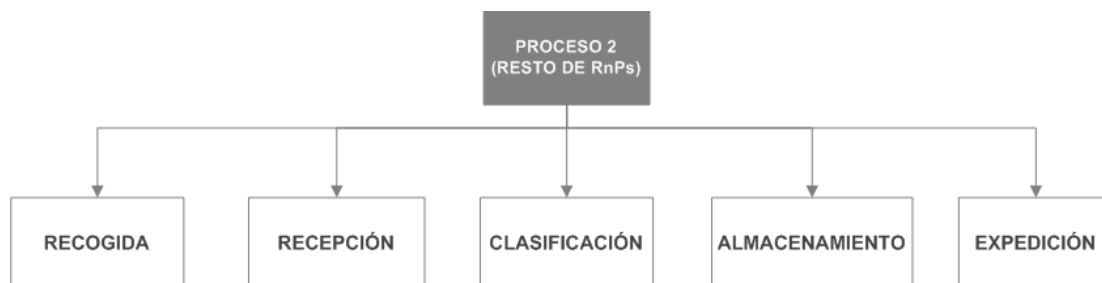 PROCESO 2
(RESTO DE RnPs)
RECOGIDA
RECEPCIÓN
CLASIFICACIÓN
ALMACENAMIENTO
EXPEDICIÓN